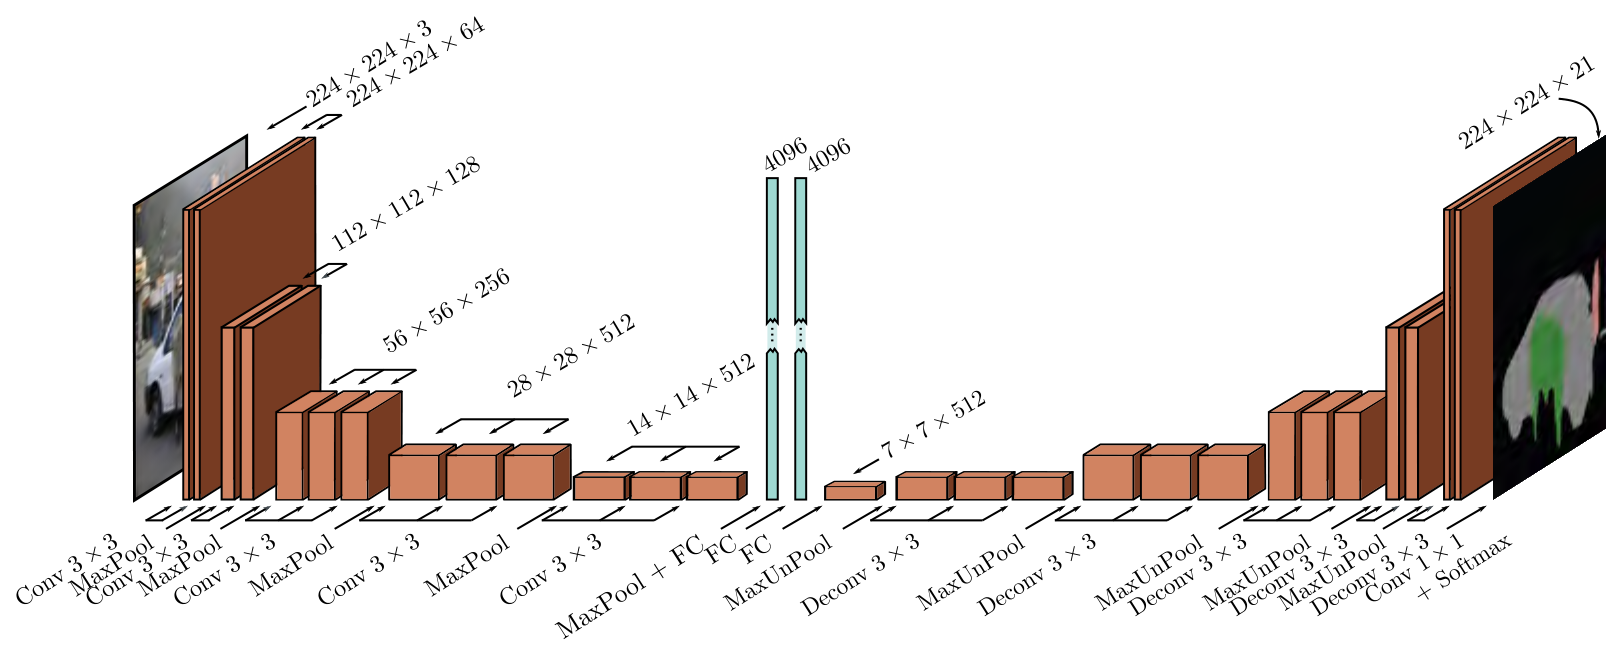 224 × 224 × 3
224 × 224 × 64
112 × 112 × 128
56 × 56 × 256
28 × 28 × 512
14 × 14 × 512
4096
4096
7 × 7 × 512
224 × 224 × 21
Conv 3 × 3
MaxPool
Conv 3 × 3
MaxPool
Conv 3 × 3
MaxPool
Conv 3 × 3
MaxPool
Conv 3 × 3
MaxPool + FC
FC
FC
MaxUnPool
Deconv 3 × 3
MaxUnPool
Deconv 3 × 3
MaxUnPool
Deconv 3 × 3
MaxUnPool
Deconv 3 × 3
MaxUnPool
Deconv 3 × 3
Conv 1 × 1
+ Softmax